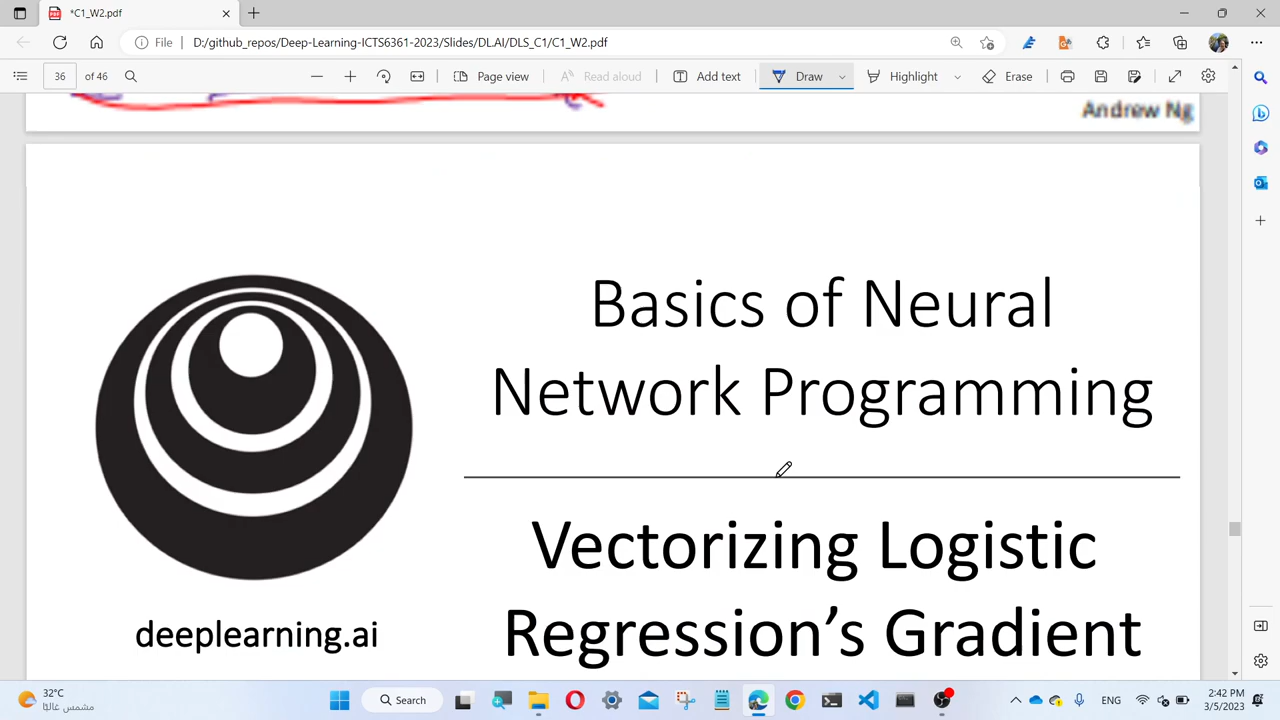 *C1_W2.pdf
File
D:/github_repos/Deep-Learning-ICTS6361-2023/Slides/DL.AI/DLS_C1/C1_W2.pdf
36 of 46
Page view
Read aloud
Add text
Draw
Highlight
Erase
Andrew Ng
Basics of Neural
Network Programming
Vectorizing Logistic
Regression's Gradient
deeplearning.ai
32°C
مشمس غالبًا
Search
ENG
2:42 PM
3/5/2023